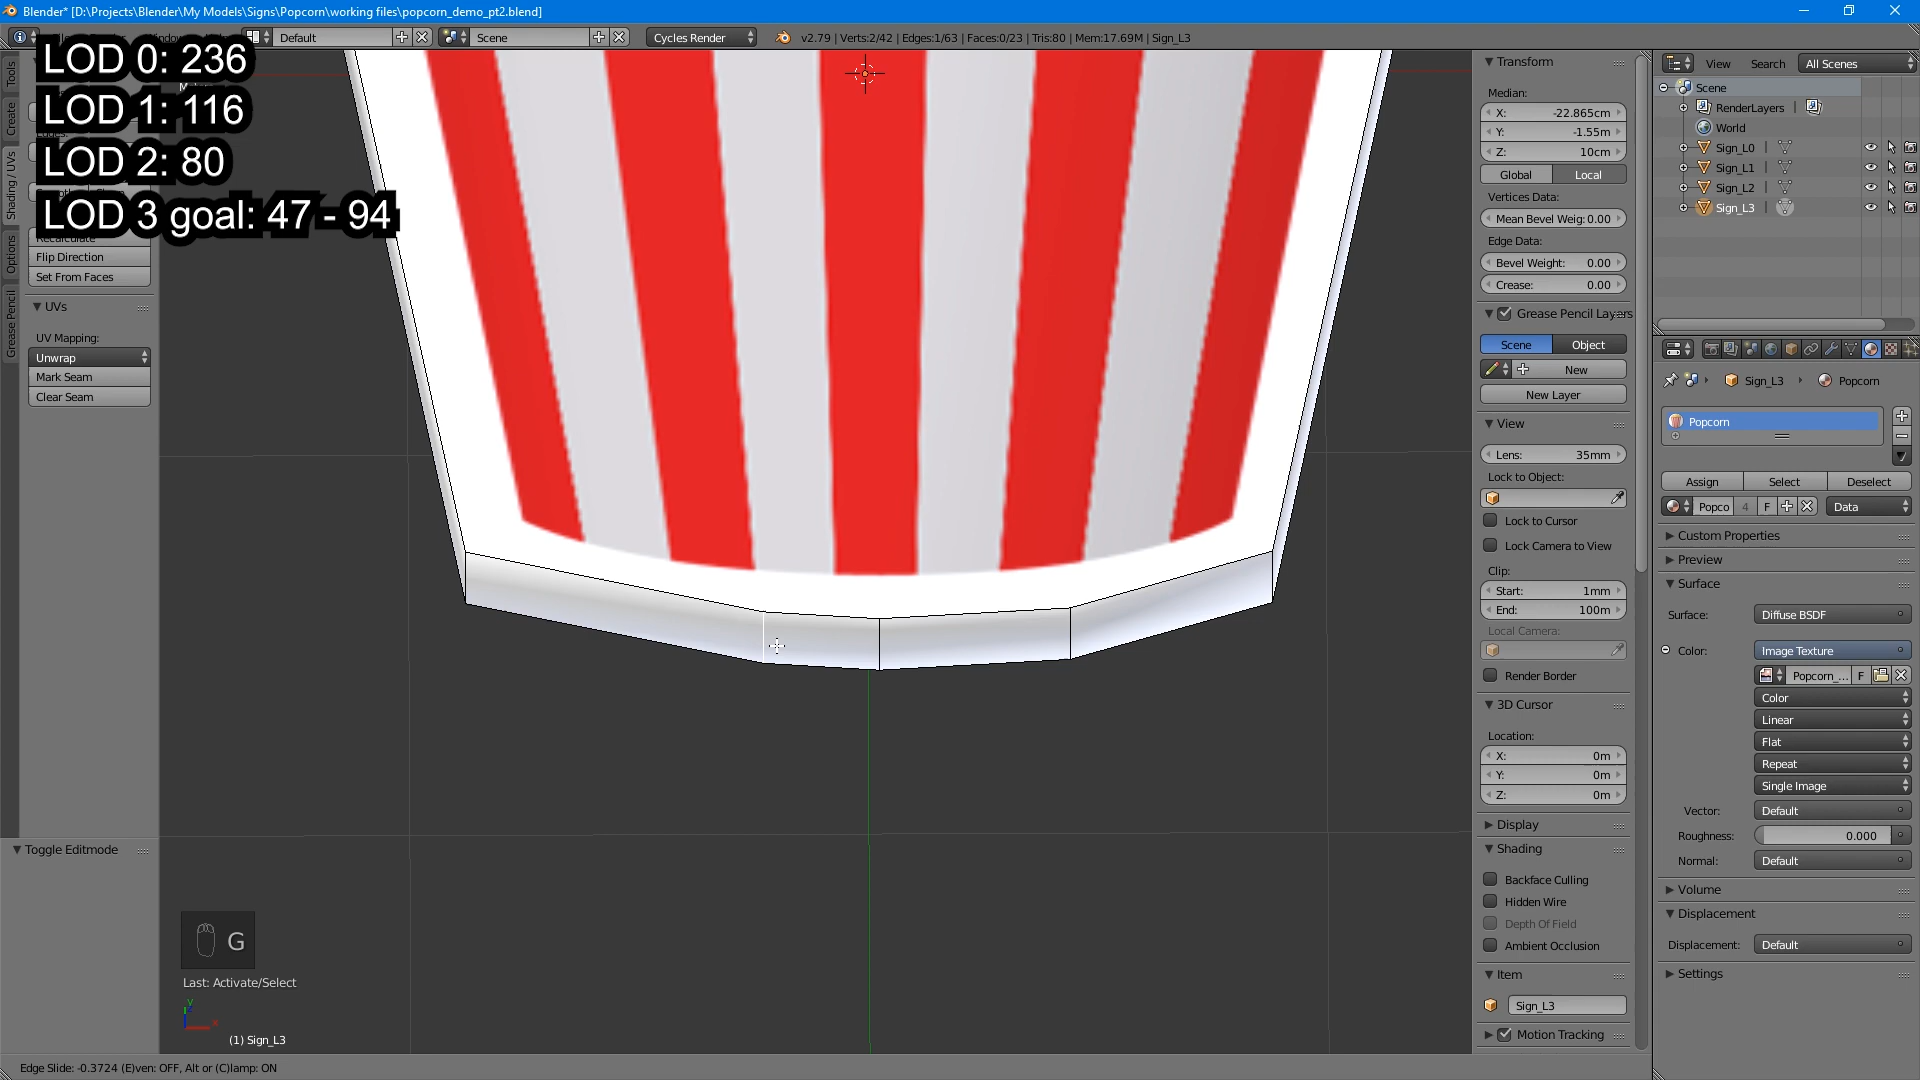 Blender* [D:\Projects\Blender\My Models\Signs\Popcorn\working files\popcorn_demo_pt2.blend]
Default
Scene
Cycles Render
v2.79 | Verts:2/42 | Edges:1/63 | Faces:0/23 | Tris:80 | Mem:17.69M | Sign_L3
LOD 0: 236
LOD 1: 116
LOD 2: 80
LOD 3 goal: 47 - 94
Tools
Create
Shading / UVs
Options
Grease Pencil
Recalculate
Flip Direction
Set From Faces
UVs
UV Mapping:
Unwrap
Mark Seam
Clear Seam
Toggle Editmode
G
Last: Activate/Select
y
x
(1) Sign_L3
Edge Slide: -0.3724 (E)ven: OFF, Alt or (C)lamp: ON
Transform
Median:
X: -22.865cm
Y: -1.55m
Z: 10cm
Global Local
Vertices Data:
Mean Bevel Weig: 0.00
Edge Data:
Bevel Weight: 0.00
Crease: 0.00
Grease Pencil Layers
Scene Object
New
New Layer
View
Lens: 35mm
Lock to Object:
Lock to Cursor
Lock Camera to View
Clip:
Start: 1mm
End: 100m
Local Camera:
Render Border
3D Cursor
Location:
X: 0m
Y: 0m
Z: 0m
Display
Shading
Backface Culling
Hidden Wire
Depth Of Field
Ambient Occlusion
Item
Sign_L3
Motion Tracking
View Search All Scenes
Scene
RenderLayers |
World
Sign_L0 |
Sign_L1 |
Sign_L2 |
Sign_L3 |
Sign_L3 Popcorn
Popcorn
Assign Select Deselect
Popco 4 F Data
Custom Properties
Preview
Surface
Surface: Diffuse BSDF
Color: Image Texture
Popcorn_... F
Color
Linear
Flat
Repeat
Single Image
Vector: Default
Roughness: 0.000
Normal: Default
Volume
Displacement
Displacement: Default
Settings